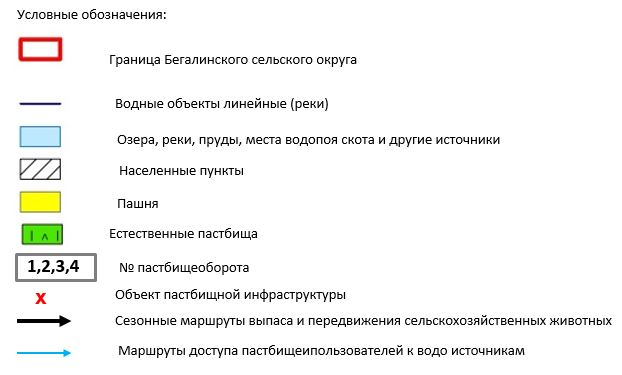 Условные обозначения:
Граница Бегалинского сельского округа
Водные объекты линейные (реки)
Озера, реки, пруды, места водопоя скота и другие источники
Населенные пункты
Пашня
Естественные пастбища
1,2,3,4 № пастбищеоборота
х Объект пастбищной инфраструктуры
Сезонные маршруты выпаса и передвижения сельскохозяйственных животных
Маршруты доступа пастбищеипользователей к водо источникам